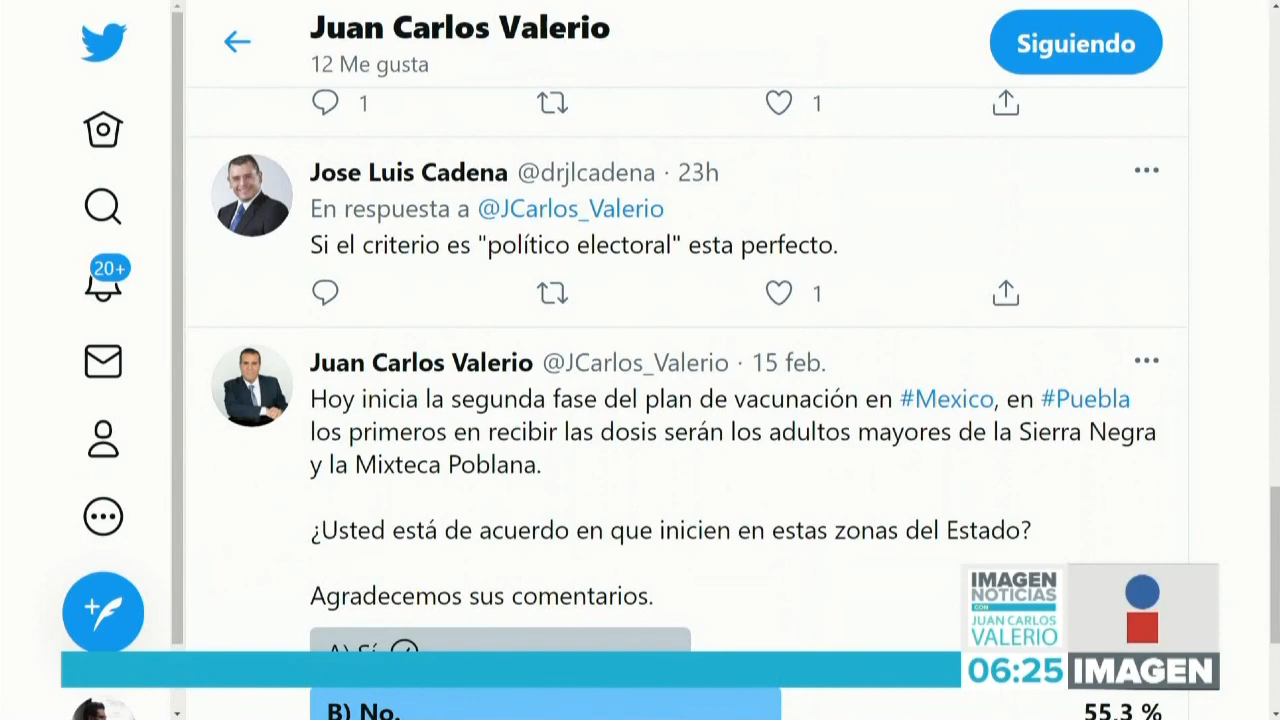 Juan Carlos Valerio
12 Me gusta
Siguiendo
1
1
Jose Luis Cadena @drjlcadena · 23h
En respuesta a @JCarlos_Valerio
Si el criterio es "político electoral" esta perfecto.
1
20+
Juan Carlos Valerio @JCarlos_Valerio · 15 feb.
Hoy inicia la segunda fase del plan de vacunación en #Mexico, en #Puebla
los primeros en recibir las dosis serán los adultos mayores de la Sierra Negra
y la Mixteca Poblana.
¿Usted está de acuerdo en que inicien en estas zonas del Estado?
Agradecemos sus comentarios.
A) Sí
B) No.
55.3 %
IMAGEN
NOTICIAS
CON
JUAN CARLOS
VALERIO
06:25 IMAGEN